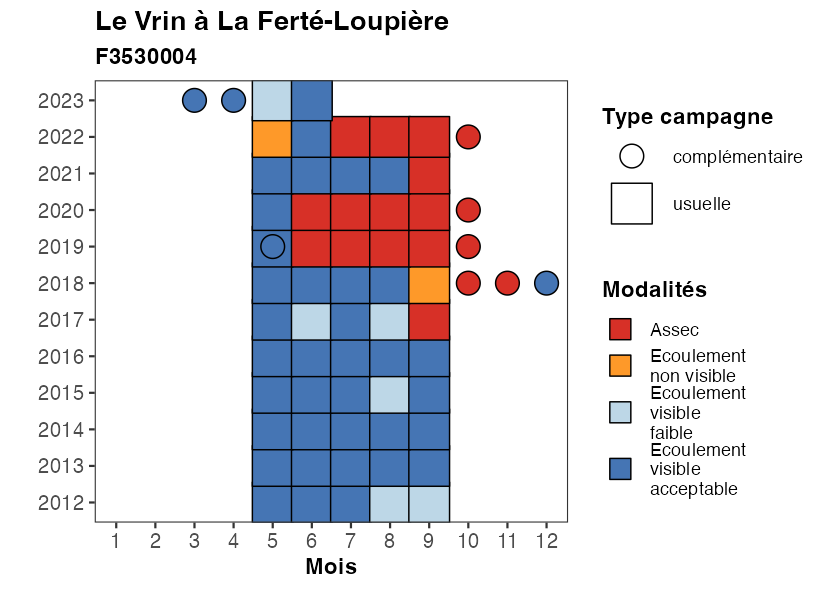 Le Vrin à La Ferté-Loupière
F3530004
2023
2022
2021
2020
2019
2018
2017
2016
2015
2014
2013
2012
1 2 3 4 5 6 7 8 9 10 11 12
Mois
Type campagne
complémentaire
usuelle
Modalités
Assec
Ecoulement
non visible
Ecoulement
visible
faible
Ecoulement
visible
acceptable